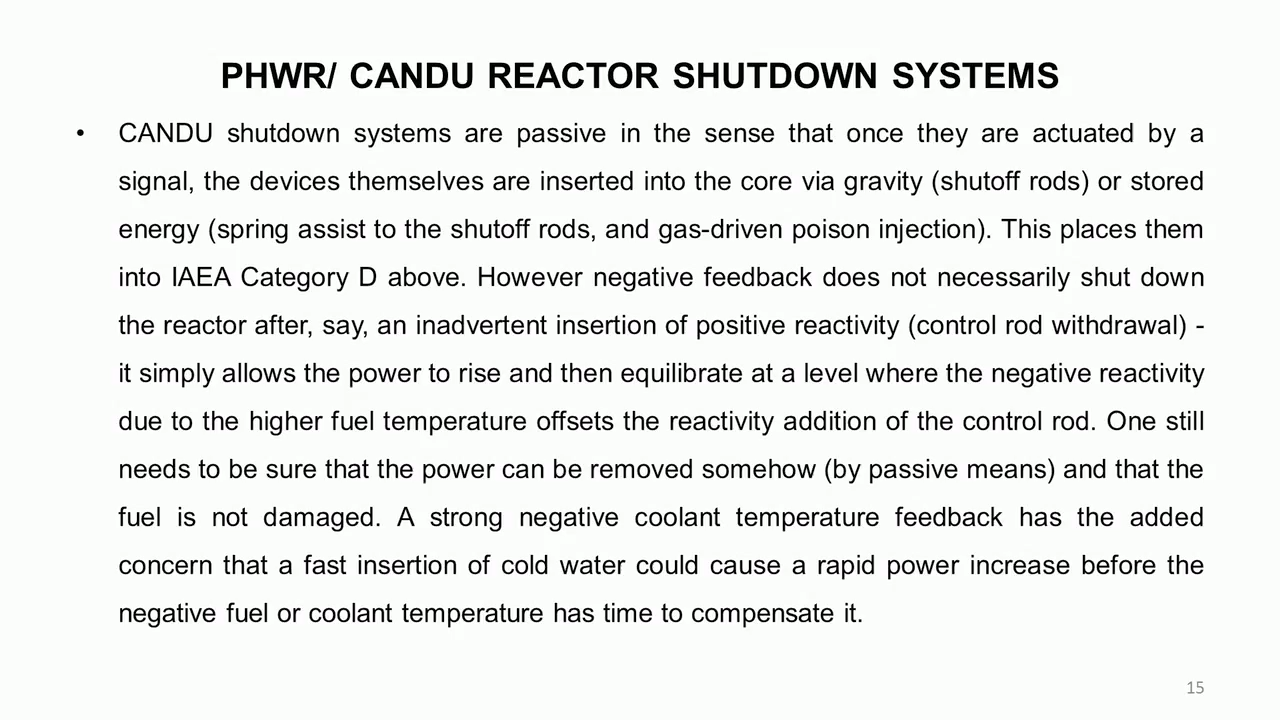 PHWR/ CANDU REACTOR SHUTDOWN SYSTEMS
• CANDU shutdown systems are passive in the sense that once they are actuated by a
signal, the devices themselves are inserted into the core via gravity (shutoff rods) or stored
energy (spring assist to the shutoff rods, and gas-driven poison injection). This places them
into IAEA Category D above. However negative feedback does not necessarily shut down
the reactor after, say, an inadvertent insertion of positive reactivity (control rod withdrawal) -
it simply allows the power to rise and then equilibrate at a level where the negative reactivity
due to the higher fuel temperature offsets the reactivity addition of the control rod. One still
needs to be sure that the power can be removed somehow (by passive means) and that the
fuel is not damaged. A strong negative coolant temperature feedback has the added
concern that a fast insertion of cold water could cause a rapid power increase before the
negative fuel or coolant temperature has time to compensate it.
15